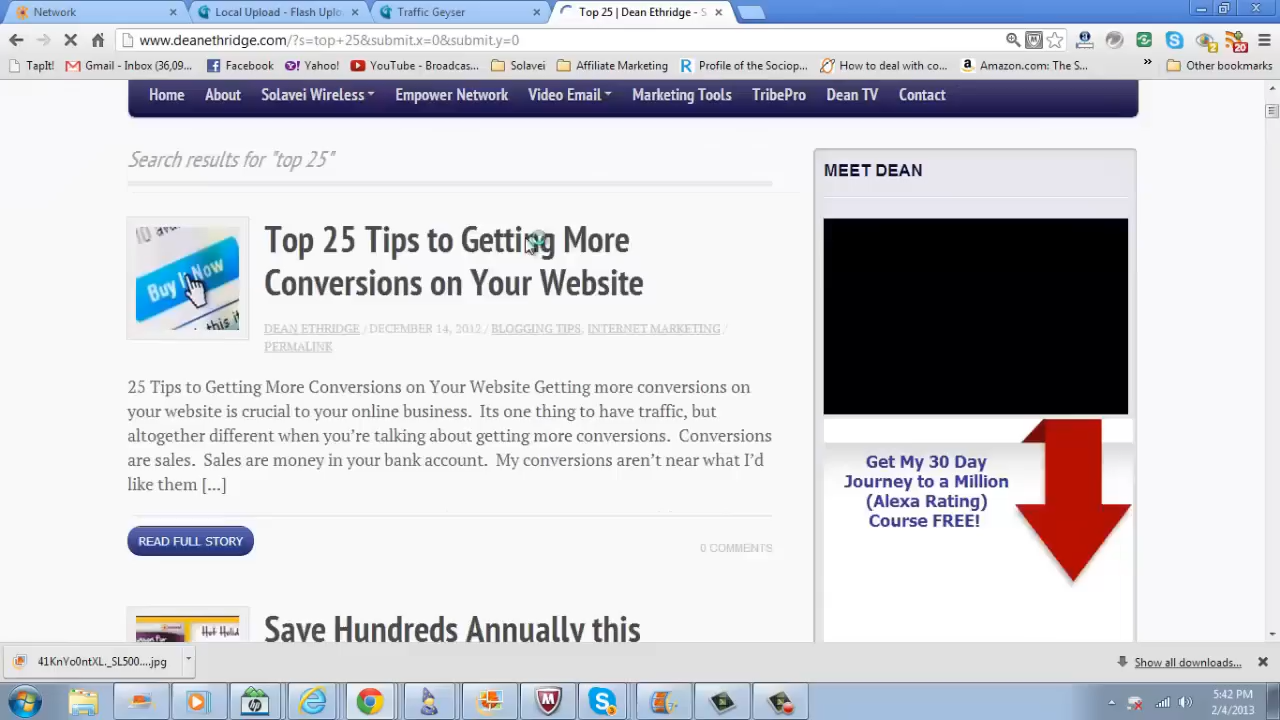 Network
Local Upload - Flash Uplo
Traffic Geyser
Top 25 | Dean Ethridge - S
www.deanethridge.com/?s=top+25&submit.x=0&submit.y=0
20
TapIt!
Gmail - Inbox (36,09...
Facebook
Yahoo!
YouTube - Broadcas...
Solavei
Affiliate Marketing
Profile of the Sociop...
How to deal with co...
Amazon.com: The S...
»
Other bookmarks
Home
About
Solavei Wireless
Empower Network
Video Email
Marketing Tools
TribePro
Dean TV
Contact
Search results for "top 25"
MEET DEAN
Buy It Now
Top 25 Tips to Getting More
Conversions on Your Website
DEAN ETHRIDGE / DECEMBER 14, 2012 / BLOGGING TIPS, INTERNET MARKETING /
PERMALINK
25 Tips to Getting More Conversions on Your Website Getting more conversions on
your website is crucial to your online business. Its one thing to have traffic, but
altogether different when you're talking about getting more conversions. Conversions
are sales. Sales are money in your bank account. My conversions aren't near what I'd
like them [...]
Get My 30 Day
Journey to a Million
(Alexa Rating)
Course FREE!
READ FULL STORY
0 COMMENTS
Save Hundreds Annually this
41KnYo0ntXL._SL500....jpg
Show all downloads...
5:42 PM
2/4/2013